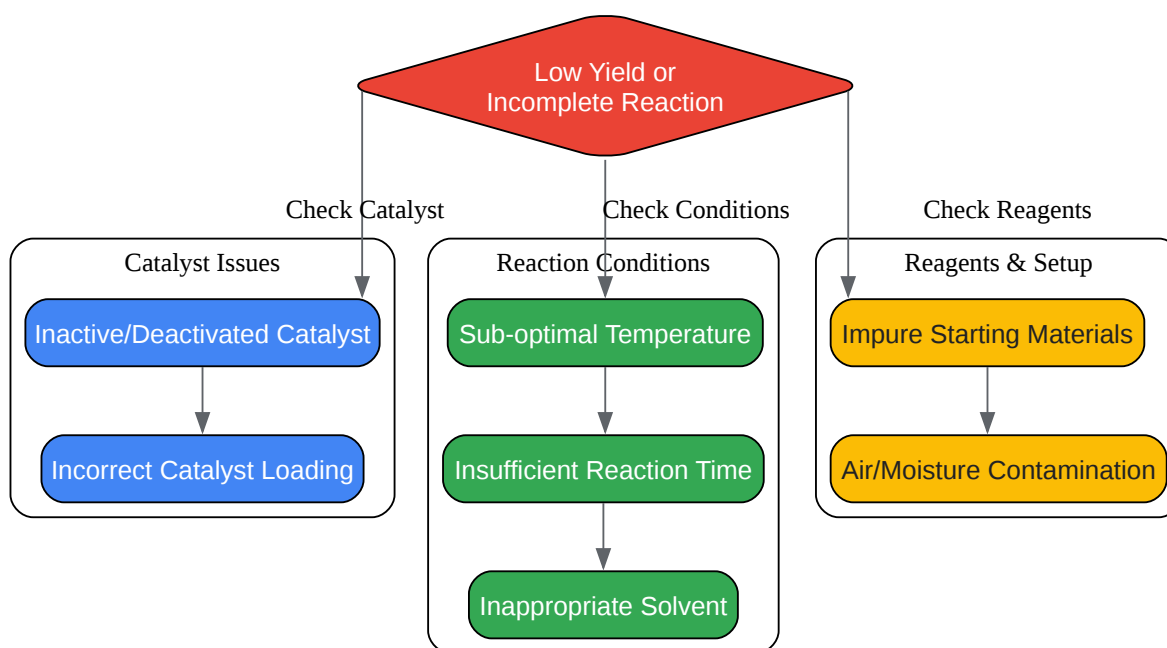 Low Yield or
Incomplete Reaction
Check Catalyst
Check Conditions
Check Reagents
Catalyst Issues
Reaction Conditions
Reagents & Setup
Inactive/Deactivated Catalyst
Sub-optimal Temperature
Impure Starting Materials
Incorrect Catalyst Loading
Insufficient Reaction Time
Air/Moisture Contamination
Inappropriate Solvent